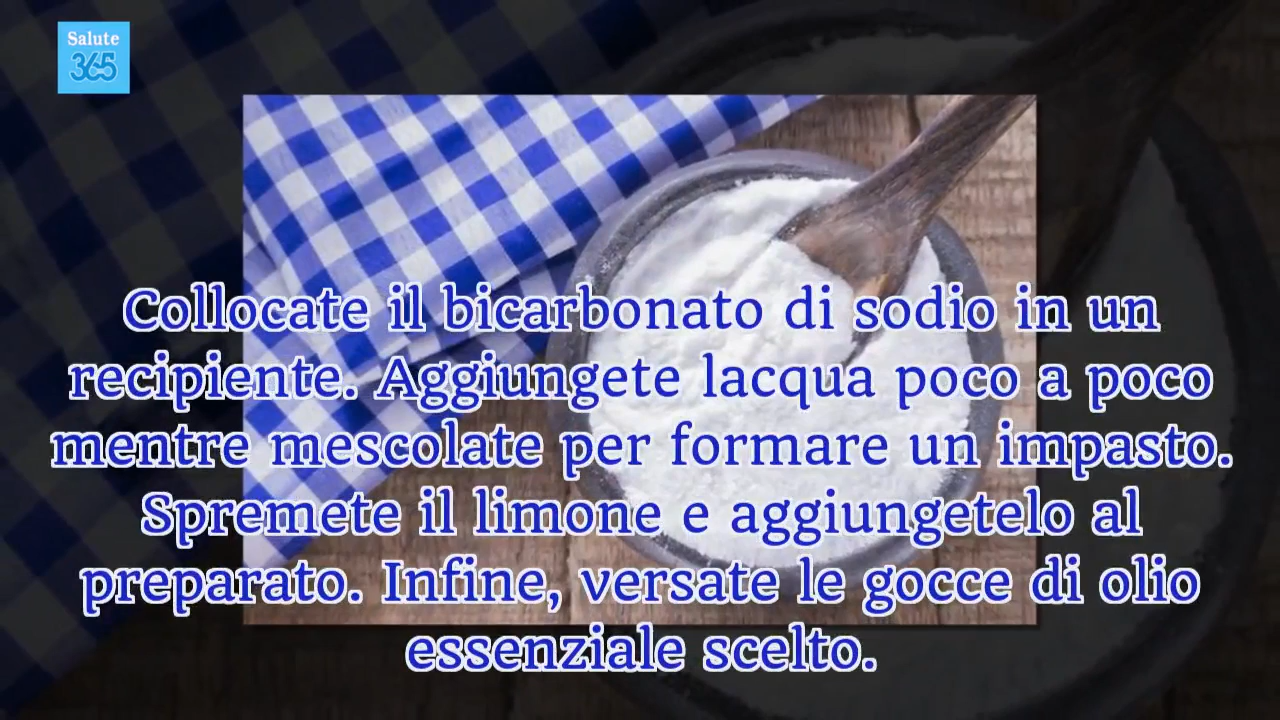 Salute
365
Collocate il bicarbonato di sodio in un
recipiente. Aggiungete lacqua poco a poco
mentre mescolate per formare un impasto.
Spremete il limone e aggiungetelo al
preparato. Infine, versate le gocce di olio
essenziale scelto.